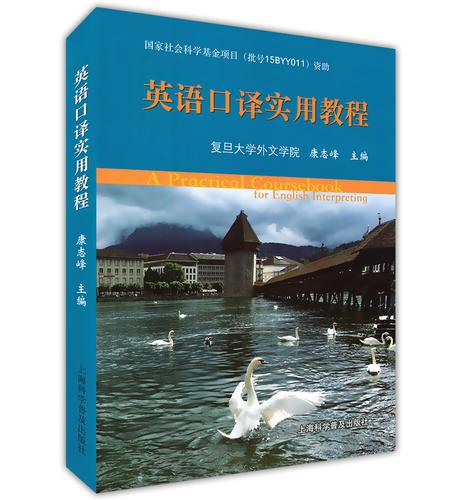 国家社会科学基金项目(批号15BYY011)资助
英语口译实用教程
复旦大学外文学院 康志峰 主编
A Practical Coursebook
for English Interpreting
上海科学普及出版社
英语口译实用教程
康志峰 主编
上海科学普及出版社